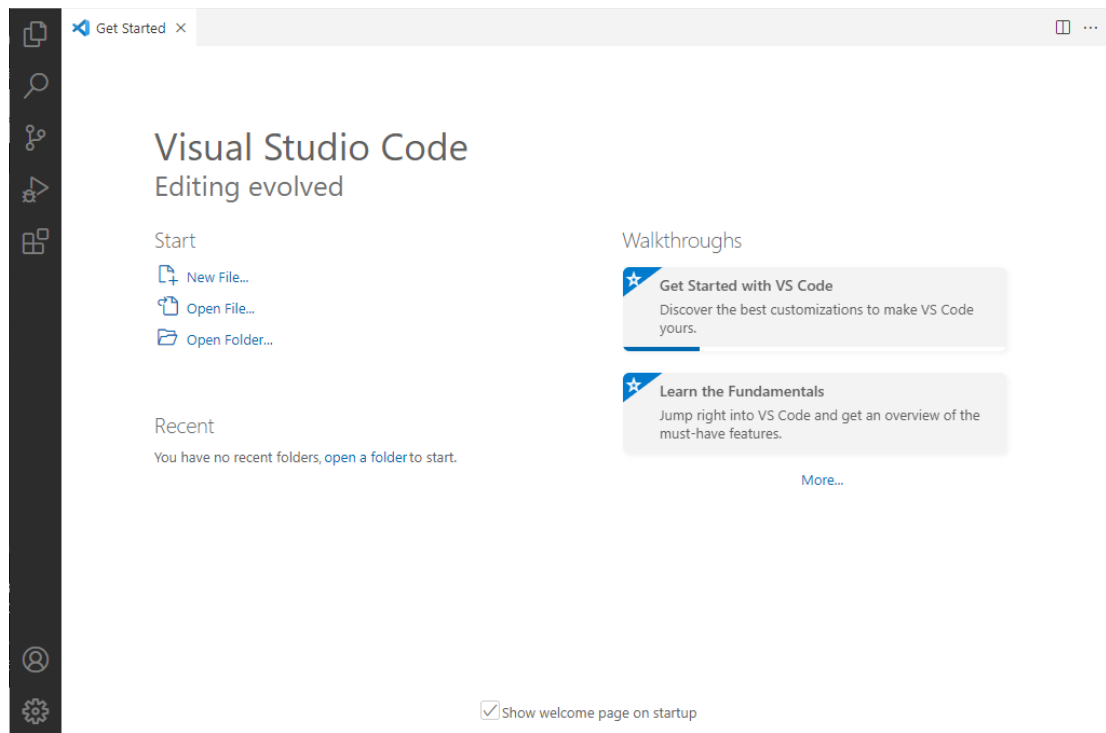 Get Started
Visual Studio Code
Editing evolved
Start
New File...
Open File...
Open Folder...
Recent
You have no recent folders, open a folder to start.
Walkthroughs
Get Started with VS Code
Discover the best customizations to make VS Code
yours.
Learn the Fundamentals
Jump right into VS Code and get an overview of the
must-have features.
More...
Show welcome page on startup